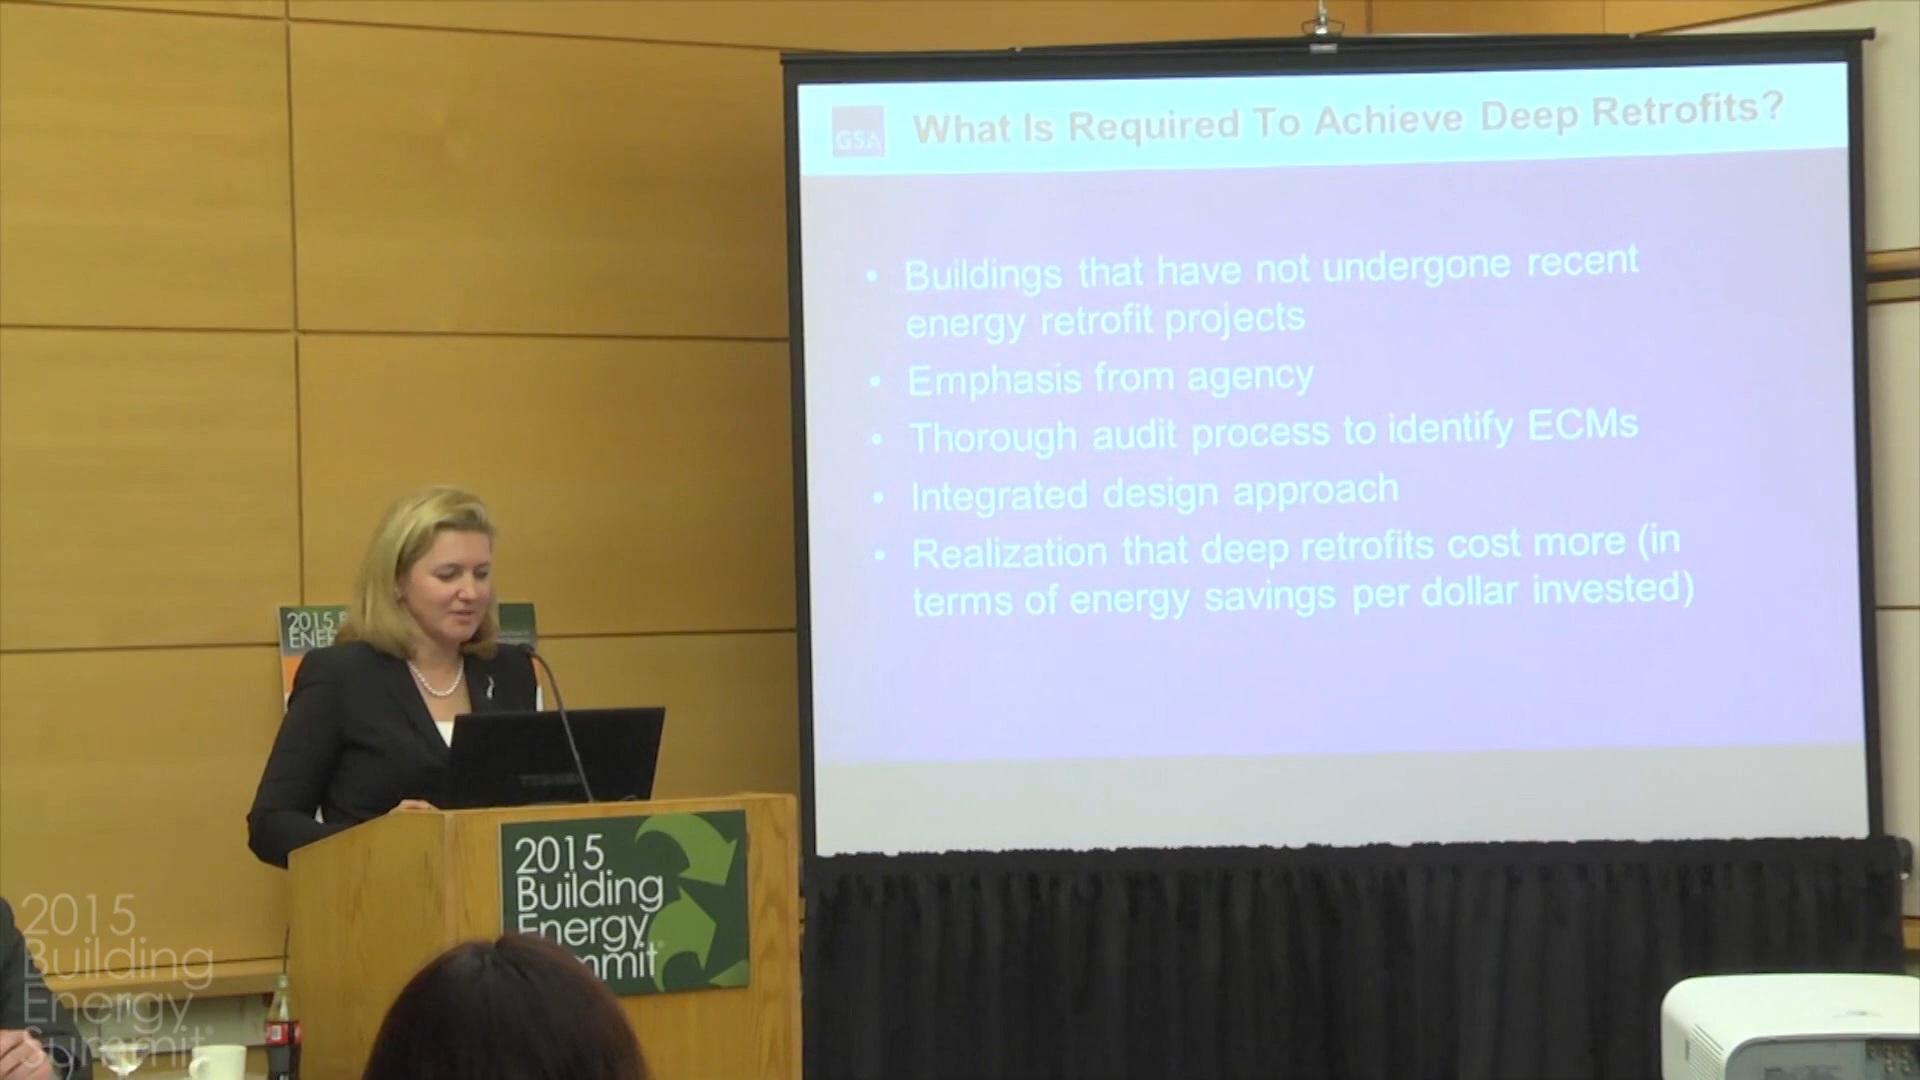 GSA
What Is Required To Achieve Deep Retrofits?
• Buildings that have not undergone recent
energy retrofit projects
• Emphasis from agency
• Thorough audit process to identify ECMs
• Integrated design approach
• Realization that deep retrofits cost more (in
terms of energy savings per dollar invested)
2015
2015
Building
Energy
2015
Building
Energy
Summit